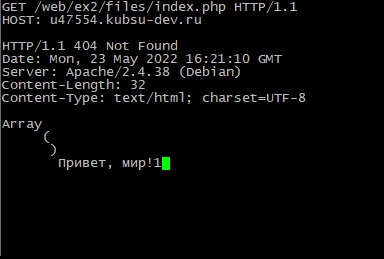 GET /web/ex2/files/index.php HTTP/1.1
HOST: u47554.kubsu-dev.ru

HTTP/1.1 404 Not Found
Date: Mon, 23 May 2022 16:21:10 GMT
Server: Apache/2.4.38 (Debian)
Content-Length: 32
Content-Type: text/html; charset=UTF-8

Array
(
)
Привет, мир!1